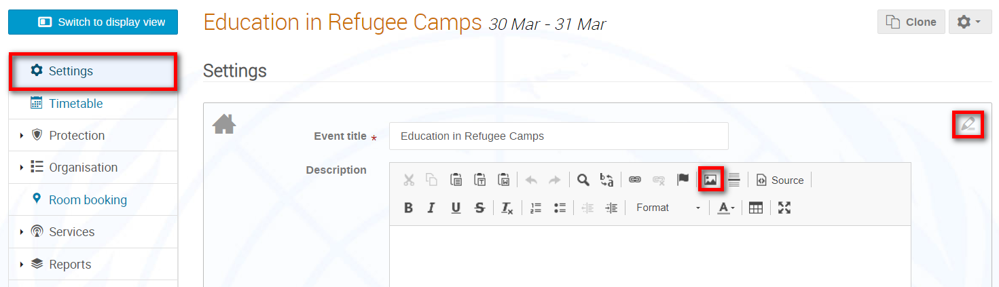 Switch to display view
Education in Refugee Camps 30 Mar - 31 Mar
Clone
Settings
Timetable
Protection
Organisation
Room booking
Services
Reports
Settings
Event title *
Education in Refugee Camps
Description
Source
B I U S Ix
Format
A